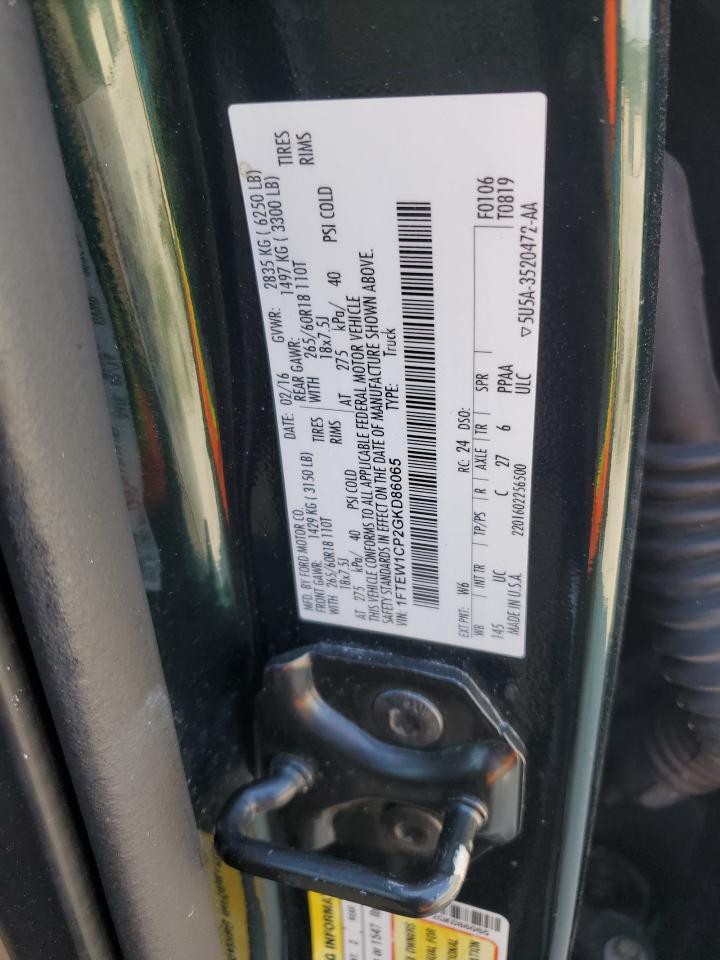 MFD. BY FORD MOTOR CO. DATE: 02/16 GVWR: 2835 KG ( 6250 LB)
FRONT GAWR: 1429 KG ( 3150 LB) REAR GAWR: 1497 KG ( 3300 LB)
WITH 265/60R18 110T TIRES WITH 265/60R18 110T TIRES
18x7.5J RIMS 18x7.5J RIMS
AT 275 kPa/ 40 PSI COLD AT 275 kPa/ 40 PSI COLD
THIS VEHICLE CONFORMS TO ALL APPLICABLE FEDERAL MOTOR VEHICLE
SAFETY STANDARDS IN EFFECT ON THE DATE OF MANUFACTURE SHOWN ABOVE.
VIN: 1FTEW1CP2GKD86065 TYPE: Truck
EXT PNT: W6 RC: 24 DSO: F0106
WB INT TR TP/PS R AXLE TR SPR T0819
145 UC C 27 6 PPAA
MADE IN U.S.A. 2201602256500 ULC 5U5A-3520472-AA